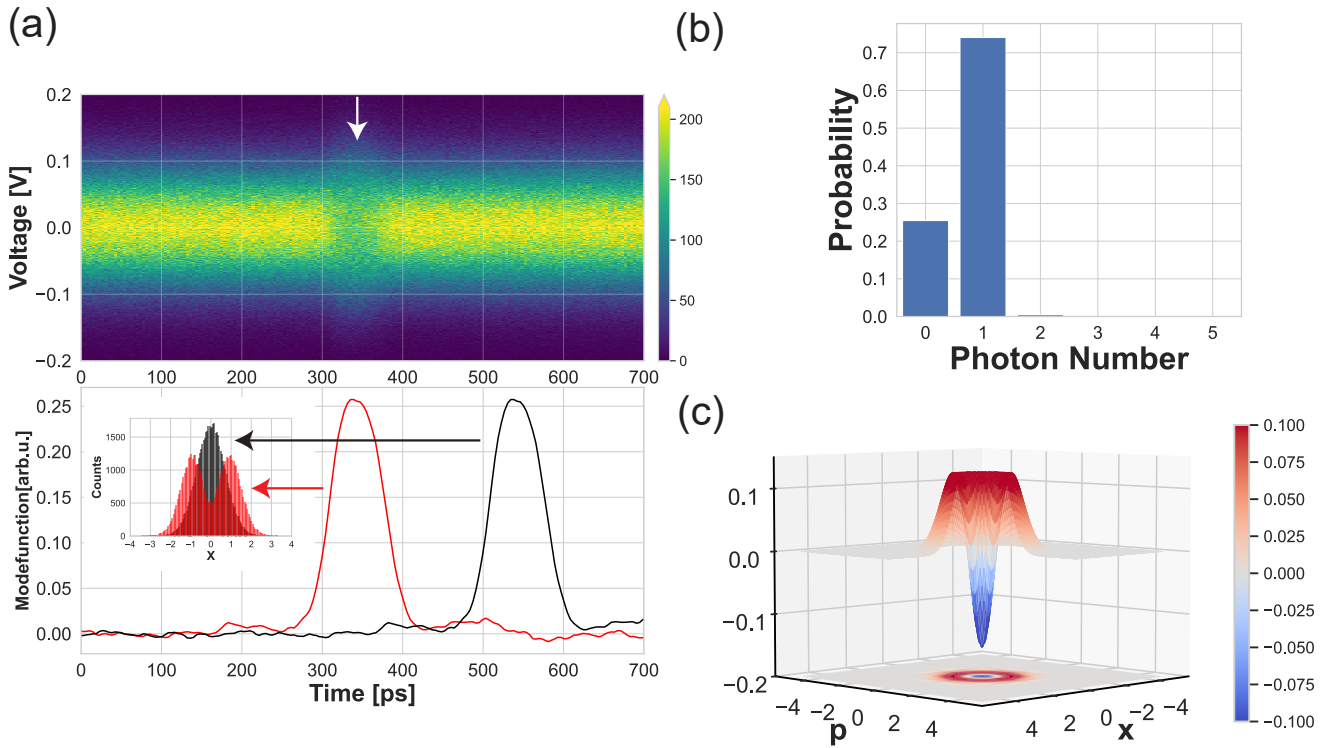 (a)
Voltage [V]
0.2
0.1
0.0
−0.1
−0.2
0 100 200 300 400 500 600 700
200
150
100
50
0
Modefunction[arb.u.]
0.25
0.20
0.15
0.10
0.05
0.00
Counts
1500
1000
500
0
−4 −3 −2 −1 0 1 2 3 4
X
0 100 200 300 400 500 600 700
Time [ps]
(b)
Probability
0.7
0.6
0.5
0.4
0.3
0.2
0.1
0.0
0 1 2 3 4 5
Photon Number
(c)
0.1
0.0
−0.1
−0.2
−4 −2 0 2 4
p
4 2 0 −2 −4
x
0.100
0.075
0.050
0.025
0.000
−0.025
−0.050
−0.075
−0.100